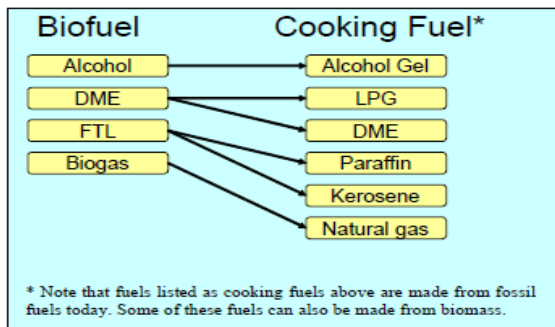 Biofuel
Cooking Fuel*
Alcohol
Alcohol Gel
DME
LPG
FTL
DME
Biogas
Paraffin
Kerosene
Natural gas
* Note that fuels listed as cooking fuels above are made from fossil
fuels today. Some of these fuels can also be made from biomass.